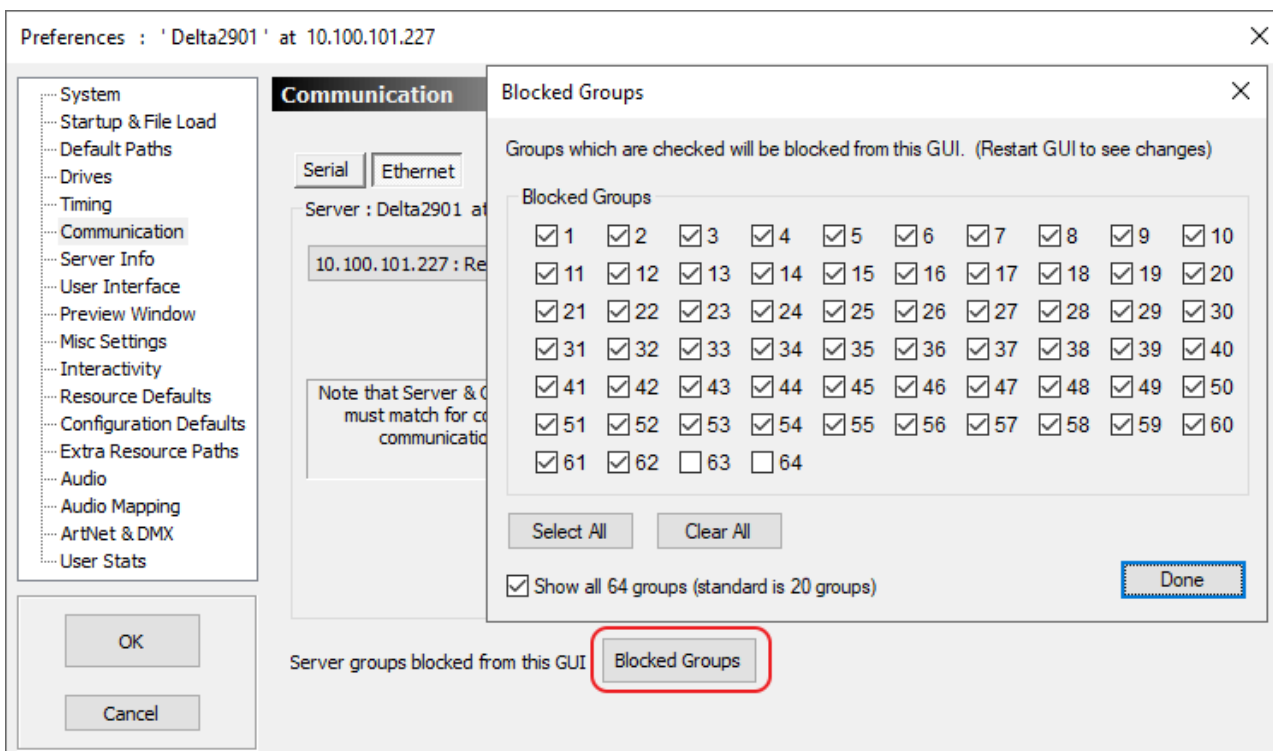 Preferences : 'Delta2901' at 10.100.101.227
System
Startup & File Load
Default Paths
Drives
Timing
Communication
Server Info
User Interface
Preview Window
Misc Settings
Interactivity
Resource Defaults
Configuration Defaults
Extra Resource Paths
Audio
Audio Mapping
ArtNet & DMX
User Stats
OK
Cancel
Communication
Serial Ethernet
Server : Delta2901 at
10.100.101.227 : Re
Note that Server &
must match for
communicatio
Server groups blocked from this GUI Blocked Groups
Blocked Groups
Groups which are checked will be blocked from this GUI. (Restart GUI to see changes)
Blocked Groups
1 2 3 4 5 6 7 8 9 10
11 12 13 14 15 16 17 18 19 20
21 22 23 24 25 26 27 28 29 30
31 32 33 34 35 36 37 38 39 40
41 42 43 44 45 46 47 48 49 50
51 52 53 54 55 56 57 58 59 60
61 62 63 64
Select All Clear All
Show all 64 groups (standard is 20 groups)
Done